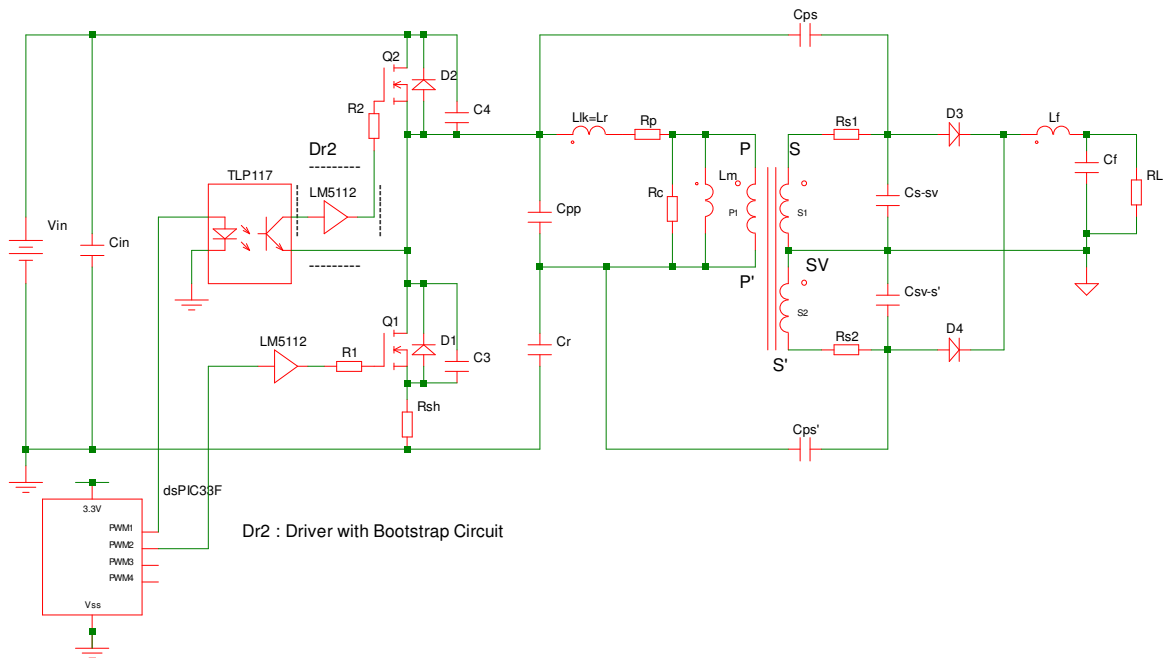 Cps
Q2
D2
R2
C4
Llk=Lr
Rp
Rs1
D3
Lf
Dr2
P
S
Cf
RL
TLP117
LM5112
Lm
Rc
P1
S1
Cs-sv
Vin
Cin
Cpp
SV
P'
Csv-s'
S2
Q1
D1
LM5112
R1
C3
Cr
Rs2
D4
S'
Rsh
Cps'
dsPIC33F
3.3V
PWM1
PWM2
PWM3
PWM4
Vss
Dr2 : Driver with Bootstrap Circuit